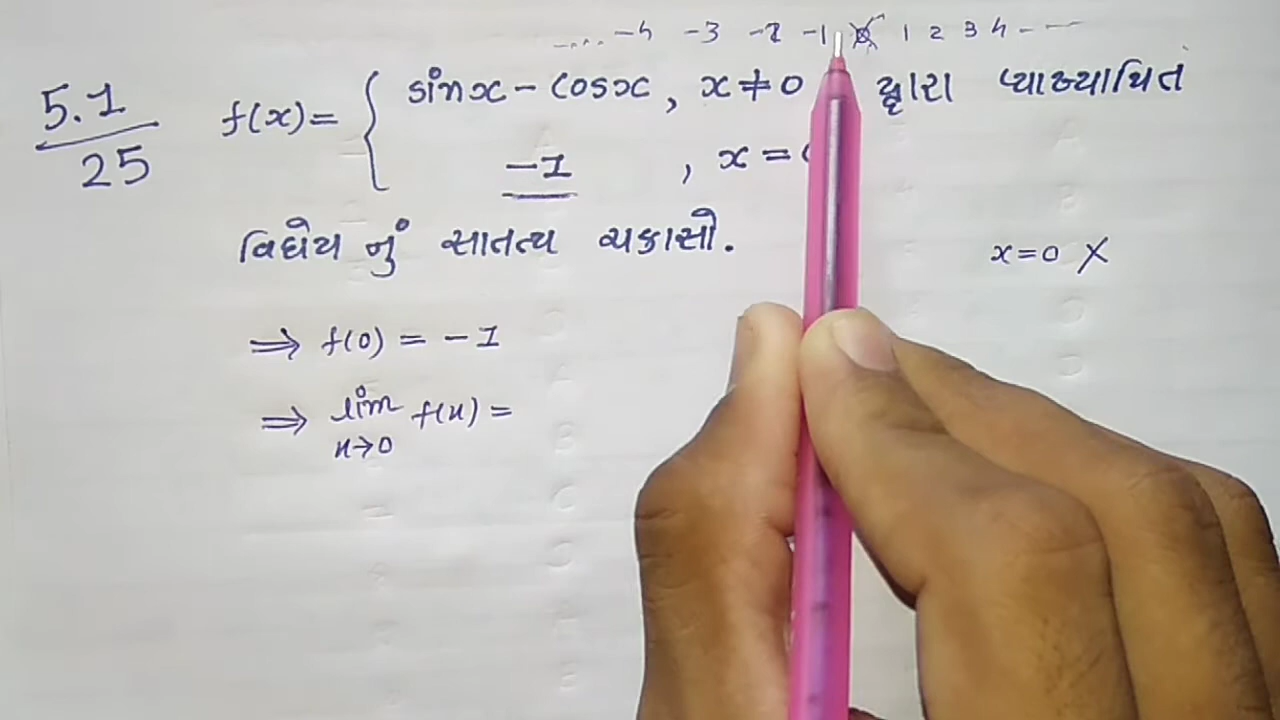 .... -4 -3 -2 -1 0 1 2 3 4 - ....
5.1 / 25
f(x) = { sinx - cosx , x ≠ 0 દ્વારા વ્યાખ્યાયિત
-1 , x =
વિધેય નું સાતત્ય ચકાસો.
x = 0 ✗
⇒ f(0) = -1
⇒ lim x→0 f(x) =